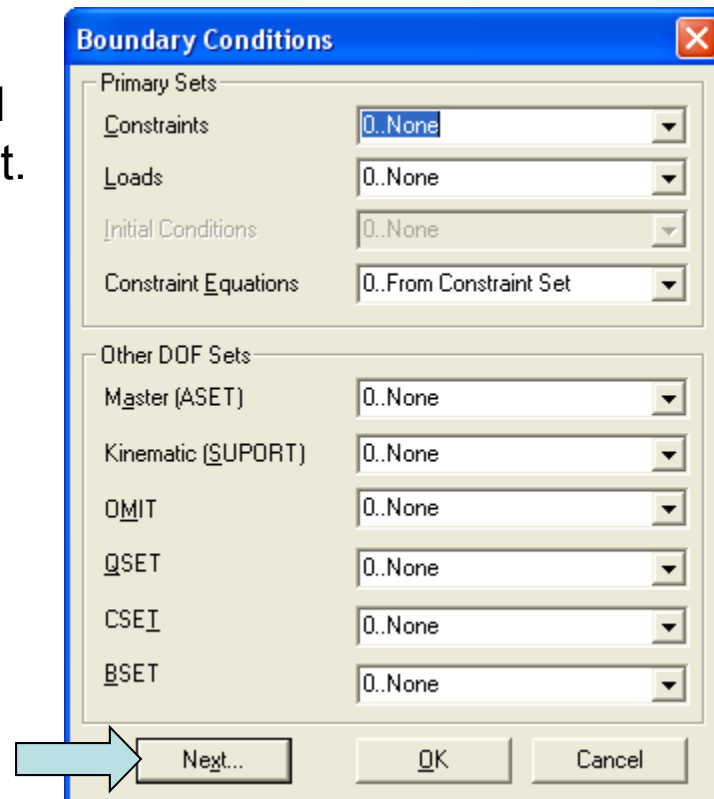 Boundary Conditions
t.
Primary Sets
Constraints 0..None
Loads 0..None
Initial Conditions 0..None
Constraint Equations 0..From Constraint Set
Other DOF Sets
Master (ASET) 0..None
Kinematic (SUPORT) 0..None
OMIT 0..None
QSET 0..None
CSET 0..None
BSET 0..None
Next... OK Cancel